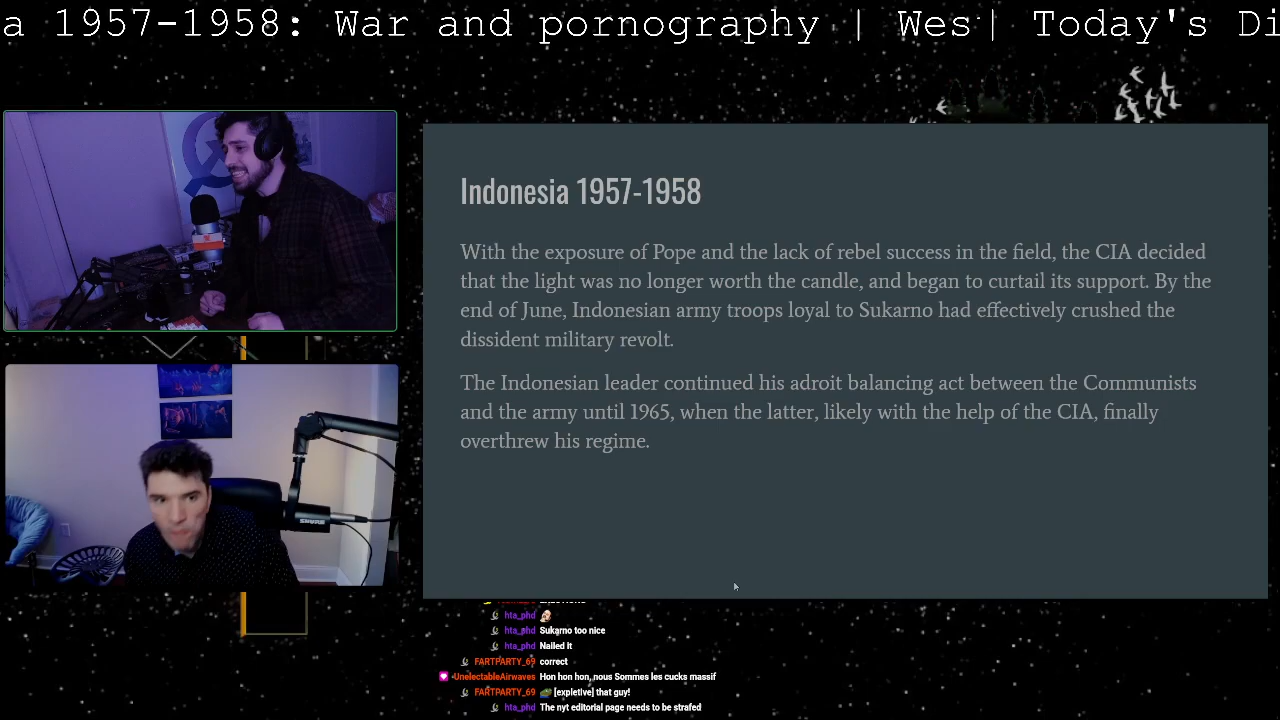 a 1957-1958: War and pornography | Wes | Today's Di
Indonesia 1957-1958
With the exposure of Pope and the lack of rebel success in the field, the CIA decided
that the light was no longer worth the candle, and began to curtail its support. By the
end of June, Indonesian army troops loyal to Sukarno had effectively crushed the
dissident military revolt.
The Indonesian leader continued his adroit balancing act between the Communists
and the army until 1965, when the latter, likely with the help of the CIA, finally
overthrew his regime.
SHURE
hta_phd
hta_phd Sukarno too nice
hta_phd Nailed it
FARTPARTY_69 correct
UnelectableAirwaves Hon hon hon, nous Sommes les cucks massif
FARTPARTY_69 [expletive] that guy!
hta_phd The nyt editorial page needs to be strafed